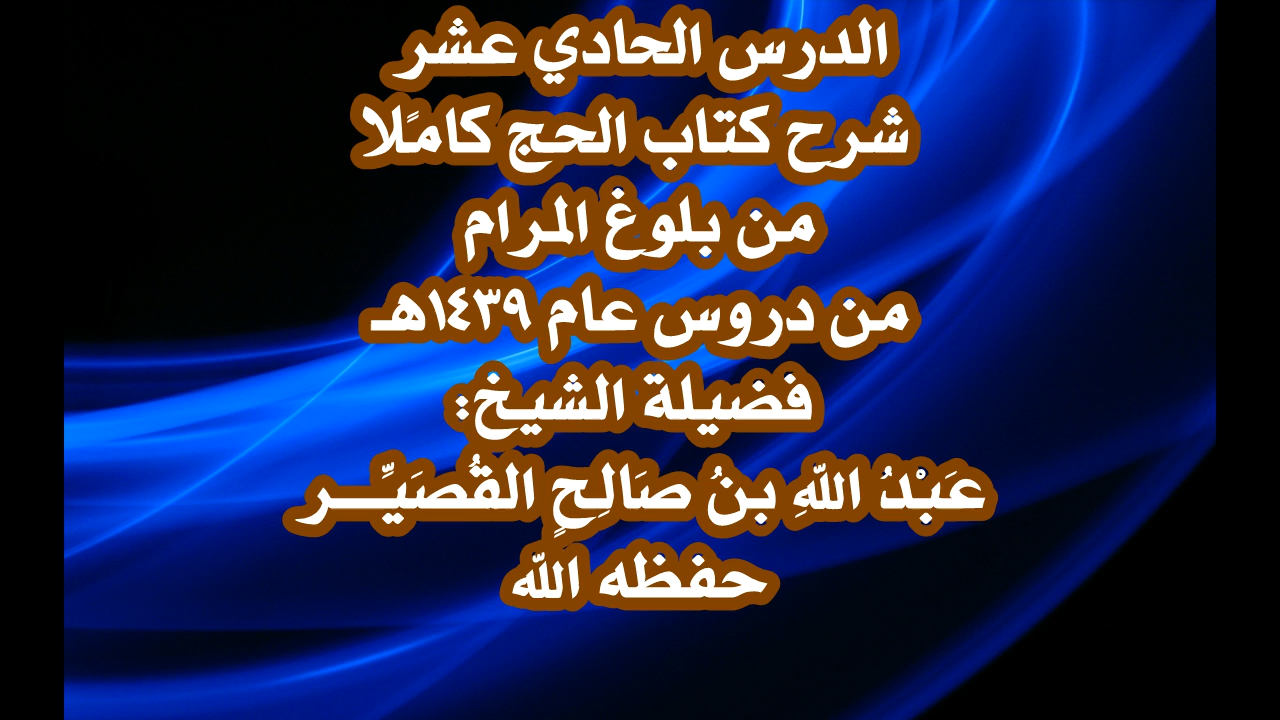 الدرس الحادي عشر
شرح كتاب الحج كاملًا
من بلوغ المرام
من دروس عام ١٤٣٩هـ
فضيلة الشيخ:
عَبْدُ اللَّهِ بنُ صَالِحٍ القُصَيِّـــر
حفظه الله